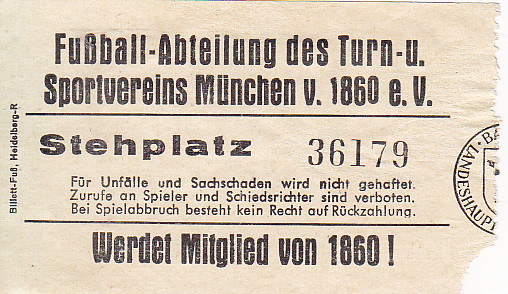 Fußball-Abteilung des Turn-u.
Sportvereins München v. 1860 e.V.
Stehplatz 36179
Für Unfälle und Sachschaden wird nicht gehaftet.
Zurufe an Spieler und Schiedsrichter sind verboten.
Bei Spielabbruch besteht kein Recht auf Rückzahlung.
Werdet Mitglied von 1860!
Billett-Fuß, Heidelberg-R
LANDESHAUPT